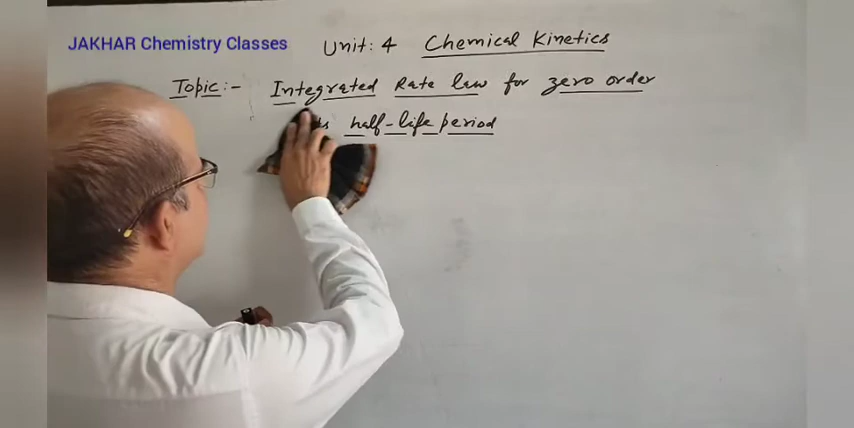 JAKHAR Chemistry Classes
Unit: 4 Chemical Kinetics
Topic:- Integrated Rate law for zero order
half-life period